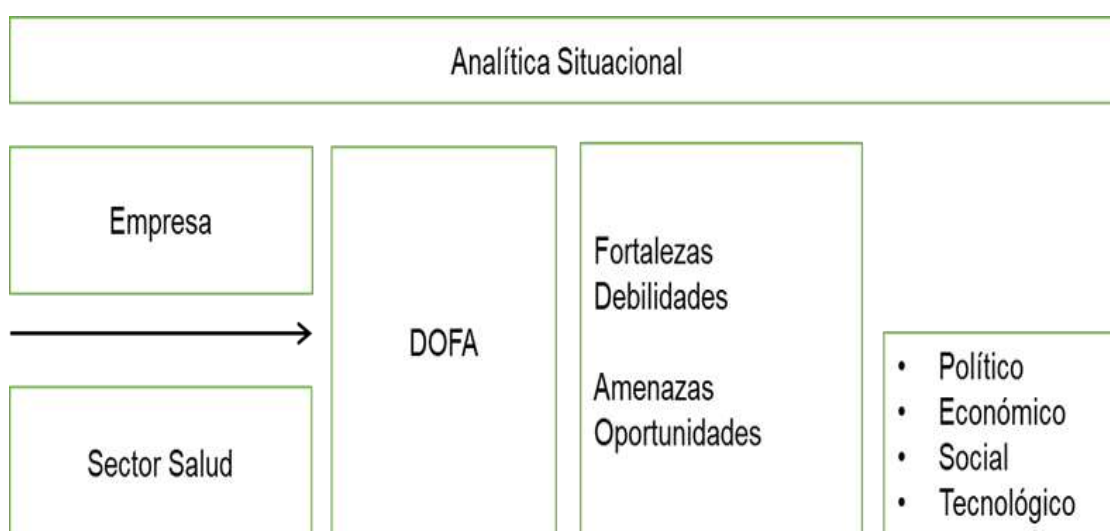 Analítica Situacional
Empresa
Sector Salud
DOFA
Fortalezas
Debilidades
Amenazas
Oportunidades
• Político
• Económico
• Social
• Tecnológico